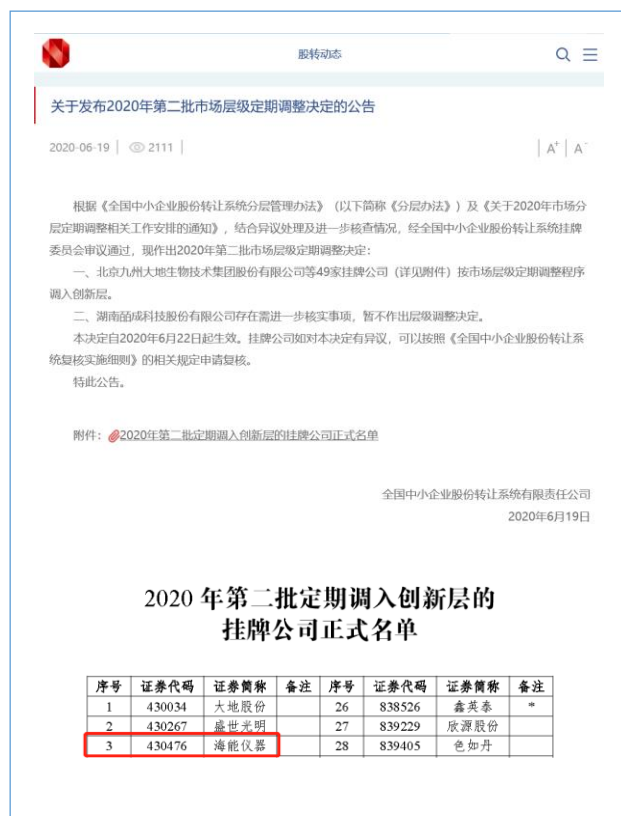 股转动态
关于发布2020年第二批市场层级定期调整决定的公告
2020-06-19 | 2111 |
| A⁺ | A⁻
根据《全国中小企业股份转让系统分层管理办法》（以下简称《分层办法》）及《关于2020年市场分
层定期调整相关工作安排的通知》，结合异议处理及进一步核查情况，经全国中小企业股份转让系统挂牌
委员会审议通过，现作出2020年第二批市场层级定期调整决定：
一、北京九州大地生物技术集团股份有限公司等49家挂牌公司（详见附件）按市场层级定期调整程序
调入创新层。
二、湖南皕成科技股份有限公司存在需进一步核实事项，暂不作出层级调整决定。
本决定自2020年6月22日起生效。挂牌公司如对本决定有异议，可以按照《全国中小企业股份转让系
统复核实施细则》的相关规定申请复核。
特此公告。
附件：2020年第二批定期调入创新层的挂牌公司正式名单
全国中小企业股份转让系统有限责任公司
2020年6月19日
2020 年第二批定期调入创新层的
挂牌公司正式名单
序号 证券代码 证券简称 备注 序号 证券代码 证券简称 备注
1 430034 大地股份 26 838526 鑫英泰 *
2 430267 盛世光明 27 839229 欣源股份
3 430476 海能仪器 28 839405 色如丹